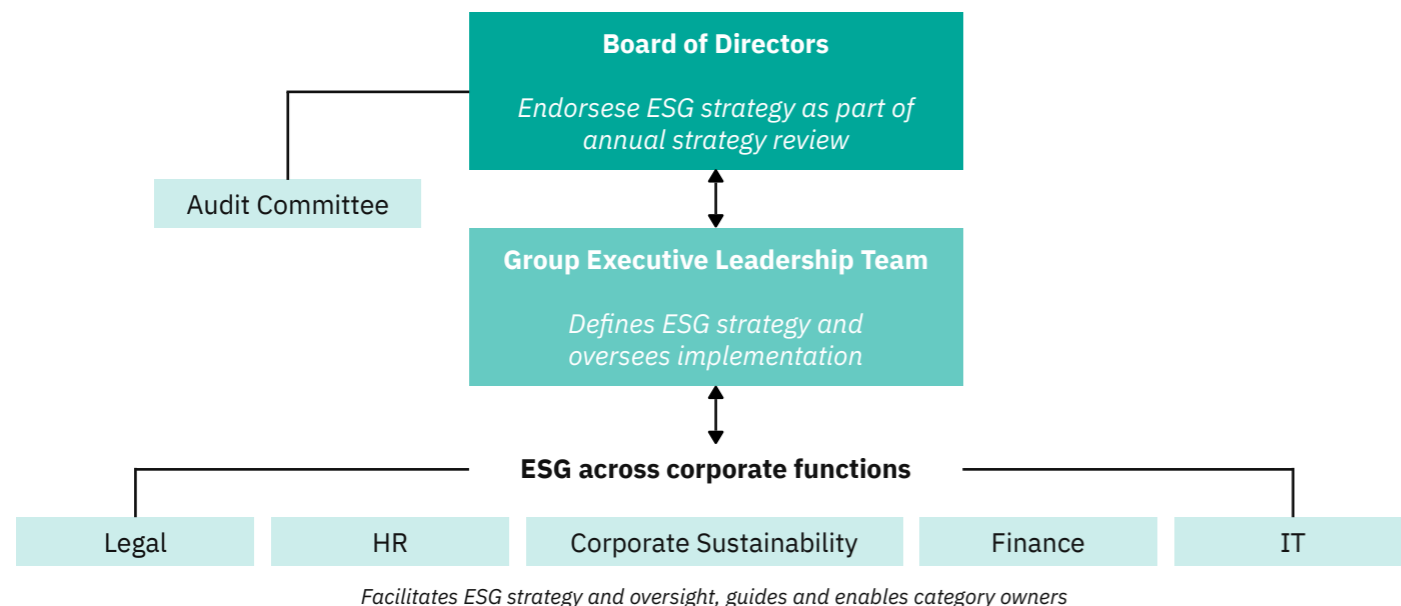 Board of Directors
Endorsese ESG strategy as part of
annual strategy review
Audit Committee
Group Executive Leadership Team
Defines ESG strategy and
oversees implementation
ESG across corporate functions
Legal
HR
Corporate Sustainability
Finance
IT
Facilitates ESG strategy and oversight, guides and enables category owners